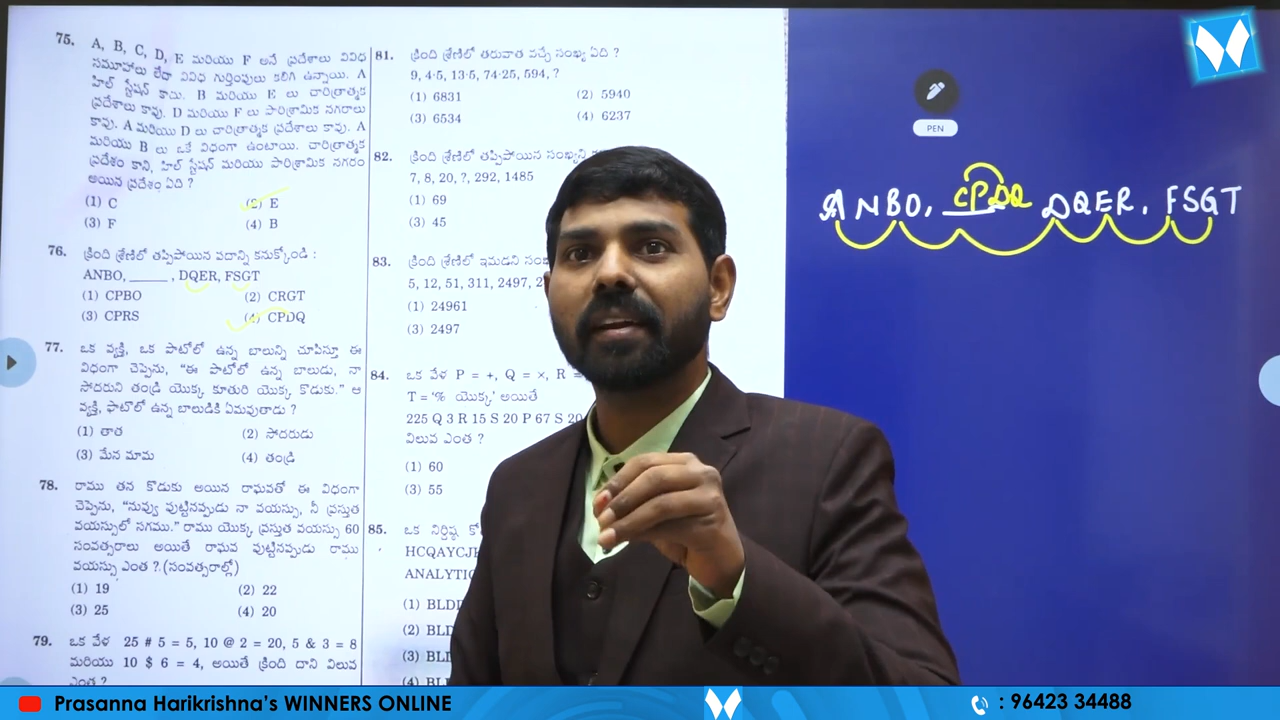 75. A, B, C, D, E మరియు F అనే ప్రదేశాలు వివిధ
సమూహాలు లేదా వివిధ గుర్తింపులు కలిగి ఉన్నాయి. A
హిల్ స్టేషన్ కాదు. B మరియు E లు చారిత్రాత్మక
ప్రదేశాలు కావు. D మరియు F లు పారిశ్రామిక నగరాలు
కావు. A మరియు D లు చారిత్రాత్మక ప్రదేశాలు కావు. A
మరియు B లు ఒకే విధంగా ఉంటాయి. చారిత్రాత్మక
ప్రదేశం కాని, హిల్ స్టేషన్ మరియు పారిశ్రామిక నగరం
అయిన ప్రదేశం ఏది ?
(1) C (2) E
(3) F (4) B
76. క్రింది శ్రేణిలో తప్పిపోయిన పదాన్ని కనుక్కోండి :
ANBO, ______ , DQER, FSGT
(1) CPBO (2) CRGT
(3) CPRS (4) CPDQ
77. ఒక వ్యక్తి, ఒక ఫొటోలో ఉన్న బాలున్ని చూపిస్తూ ఈ
విధంగా చెప్పెను, “ఈ ఫొటోలో ఉన్న బాలుడు, నా
సోదరుని తండ్రి యొక్క కూతురి యొక్క కొడుకు.” ఆ
వ్యక్తి, ఫొటోలో ఉన్న బాలుడికి ఏమవుతాడు ?
(1) తాత (2) సోదరుడు
(3) మేన మామ (4) తండ్రి
78. రాము తన కొడుకు అయిన రాఘవతో ఈ విధంగా
చెప్పెను, “నువ్వు పుట్టినప్పుడు నా వయస్సు, నీ ప్రస్తుత
వయస్సులో సగము.” రాము యొక్క ప్రస్తుత వయస్సు 60
సంవత్సరాలు అయితే రాఘవ పుట్టినప్పుడు రాము
వయస్సు ఎంత ? (సంవత్సరాల్లో)
(1) 19 (2) 22
(3) 25 (4) 20
79. ఒక వేళ 25 # 5 = 5, 10 @ 2 = 20, 5 & 3 = 8
మరియు 10 $ 6 = 4, అయితే క్రింది దాని విలువ
ఎంత ?
81. క్రింది శ్రేణిలో తరువాత వచ్చే సంఖ్య ఏది ?
9, 4·5, 13·5, 74·25, 594, ?
(1) 6831 (2) 5940
(3) 6534 (4) 6237
82. క్రింది శ్రేణిలో తప్పిపోయిన సంఖ్యని
7, 8, 20, ?, 292, 1485
(1) 69
(3) 45
83. క్రింది శ్రేణిలో ఇమడని
5, 12, 51, 311, 2497, 2
(1) 24961
(3) 2497
84. ఒక వేళ P = +, Q = ×, R =
T = '% యొక్క' అయితే
225 Q 3 R 15 S 20 P 67 S 20
విలువ ఎంత ?
(1) 60
(3) 55
85. ఒక నిర్దిష్ట
HCQAYCJ
ANALYTIC
(1) BLD
(2) BL
(3) BL
(4) BL
PEN
ANBO, CPDQ DQER, FSGT
Prasanna Harikrishna's WINNERS ONLINE
: 96423 34488